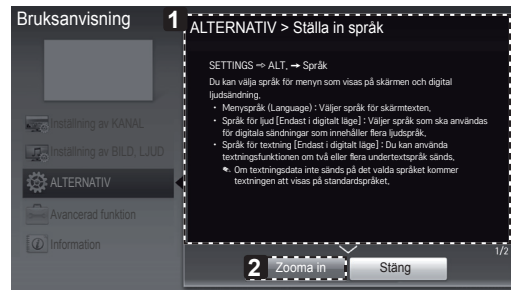 Bruksanvisning
1
ALTERNATIV > Ställa in språk
SETTINGS ⇨ ALT. ➙ Språk
Du kan välja språk för menyn som visas på skärmen och digital
ljudsändning.
• Menyspråk (Language) : Väljer språk för skärmtexten.
• Språk för ljud [Endast i digitalt läge] : Väljer språk som ska användas
för digitala sändningar som innehåller flera ljudspråk.
• Språk för textning [Endast i digitalt läge] : Du kan använda
textningsfunktionen om två eller flera undertextspråk sänds.
Om textningsdata inte sänds på det valda språket kommer
textningen att visas på standardspråket.
Inställning av KANAL
Inställning av BILD, LJUD
ALTERNATIV
Avancerad funktion
Information
1/2
2
Zooma in
Stäng